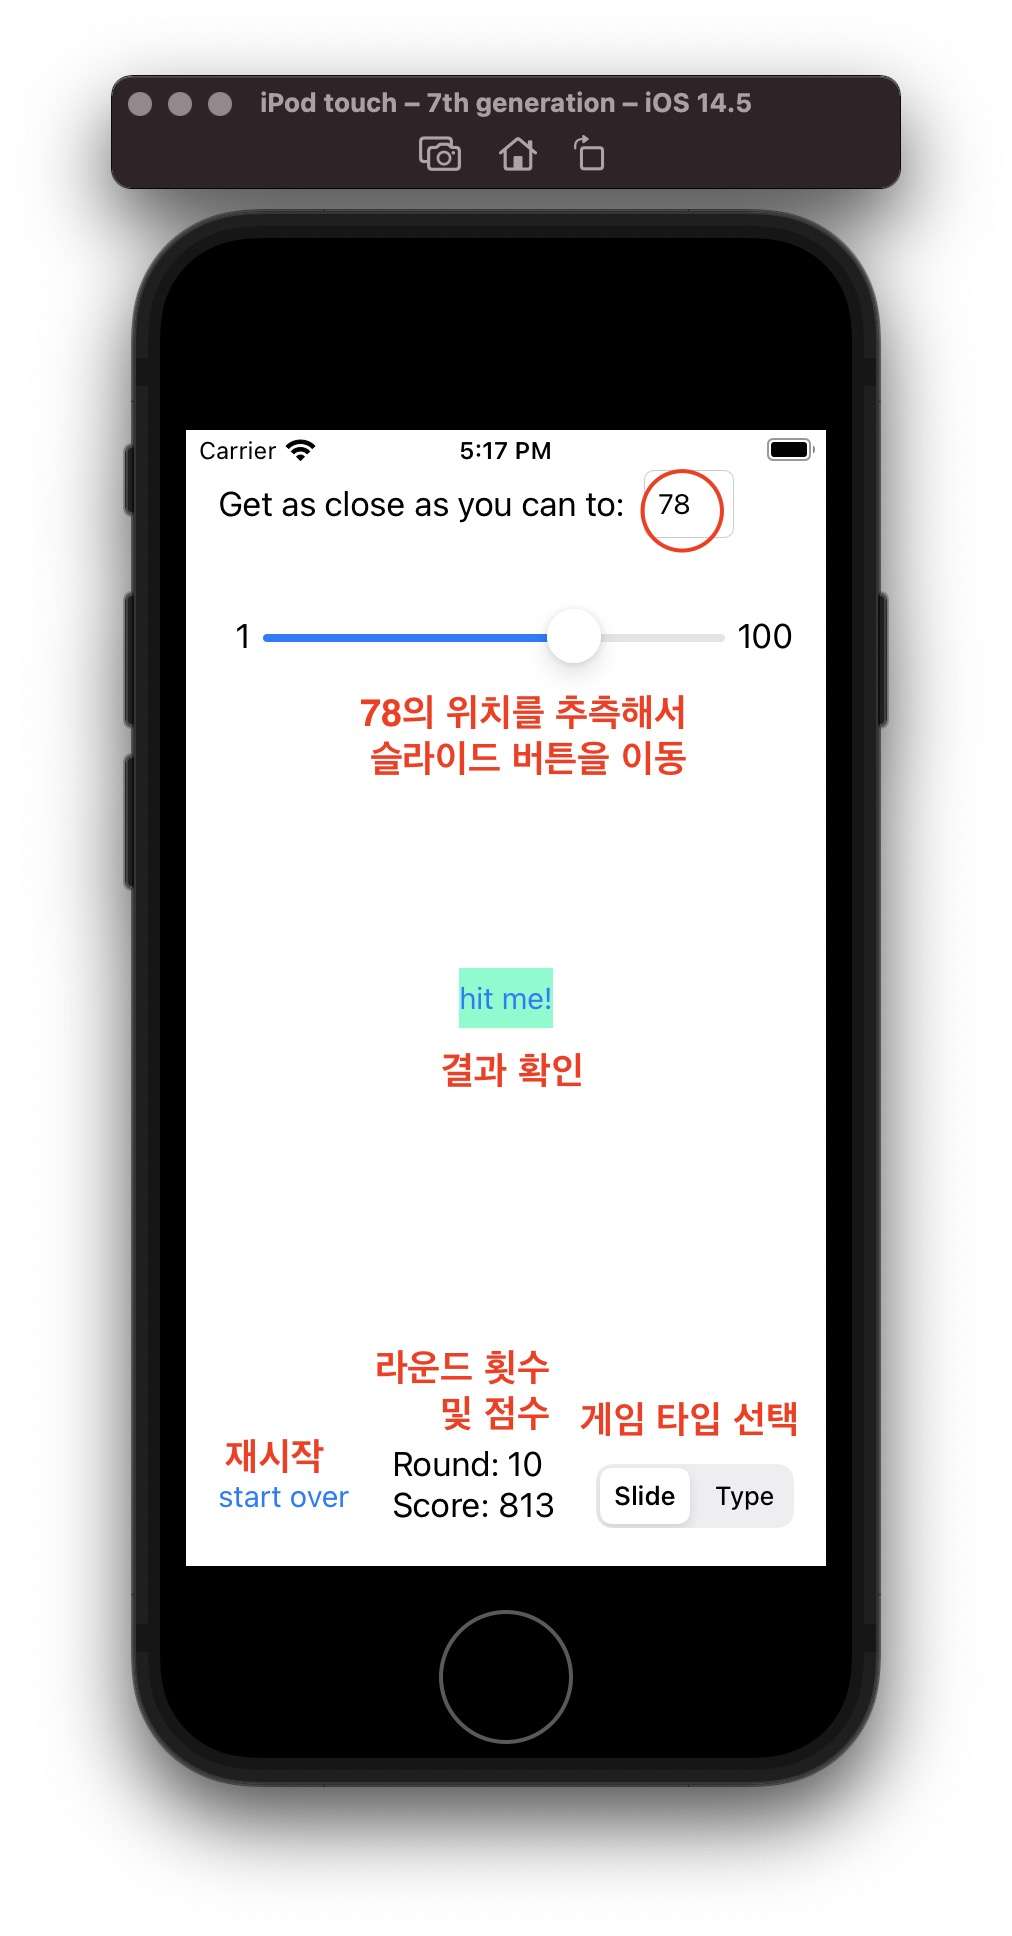 iPod touch – 7th generation – iOS 14.5
Carrier 5:17 PM
Get as close as you can to: 78
1 100
78의 위치를 추측해서
슬라이드 버튼을 이동
hit me!
결과 확인
라운드 횟수
및 점수
게임 타입 선택
재시작
Round: 10
start over
Score: 813
Slide Type